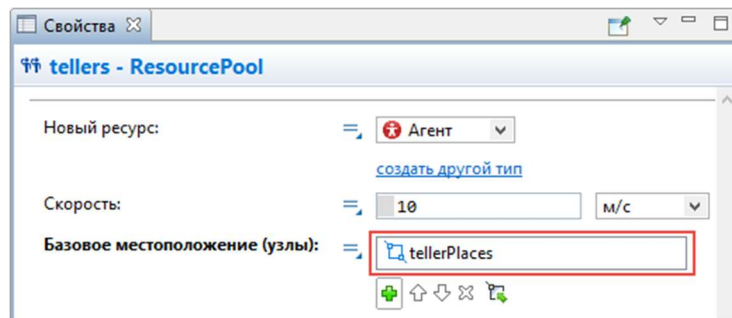 Свойства
tellers - ResourcePool
Новый ресурс: Агент
создать другой тип
Скорость: 10 м/с
Базовое местоположение (узлы): tellerPlaces